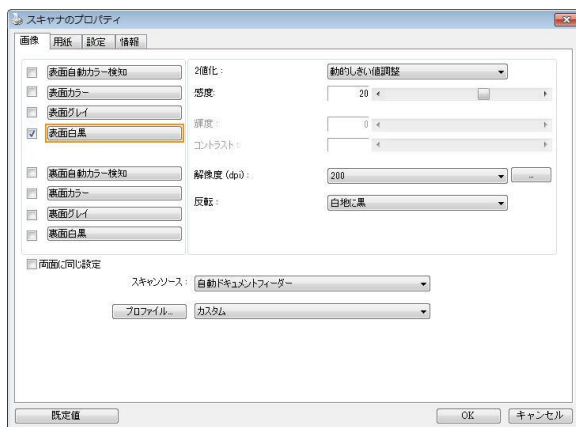 スキャナのプロパティ
画像 用紙 設定 情報
表面自動カラー検知
表面カラー
表面グレイ
表面白黒
裏面自動カラー検知
裏面カラー
裏面グレイ
裏面白黒
2値化： 動的しきい値調整
感度: 20
輝度： 0
コントラスト：
解像度 (dpi)： 200 ...
反転： 白地に黒
両面に同じ設定
スキャンソース： 自動ドキュメントフィーダー
プロファイル... カスタム
既定値 OK キャンセル